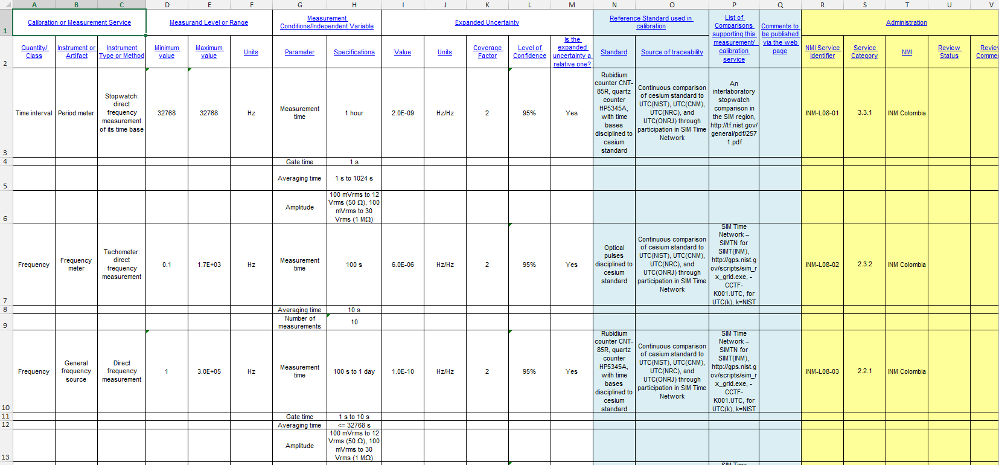 A B C D E F G H I J K L M N O P Q R S T U V
1
Calibration or Measurement Service
Measurand Level or Range
Measurement
Conditions/Independent Variable
Expanded Uncertainty
Reference Standard used in
calibration
List of
Comparisons
supporting this
measurement/
calibration
service
Comments to
be published
via the web
page
Administration
2
Quantity/
Class
Instrument or
Artifact
Instrument
Type or Method
Minimum
value
Maximum
value
Units
Parameter
Specifications
Value
Units
Coverage
Factor
Level of
Confidence
Is the
expanded
uncertainty a
relative one?
Standard
Source of traceability
NMI Service
Identifier
Service
Category
NMI
Review
Status
Review
3
Time interval
Period meter
Stopwatch:
direct
frequency
measurement
of its time base
32768
32768
Hz
Measurement
time
1 hour
2.0E-09
Hz/Hz
2
95%
Yes
Rubidium
counter CNT-
85R, quartz
counter
HP5345A,
with time
bases
disciplined to
cesium
standard
Continuous comparison
of cesium standard to
UTC(NIST), UTC(CNM),
UTC(NRC), and
UTC(ONRJ) through
participation in SIM Time
Network
An
interlaboratory
stopwatch
comparison in
the SIM region,
http://tf.nist.gov/
general/pdf/257
1.pdf
INM-L08-01
3.3.1
INM Colombia
4
Gate time
1 s
5
Averaging time
1 s to 1024 s
6
Amplitude
100 mVrms to 12
Vrms (50 Ω), 100
mVrms to 30
Vrms (1 MΩ)
7
Frequency
Frequency
meter
Tachometer:
direct
frequency
measurement
0.1
1.7E+03
Hz
Measurement
time
100 s
6.0E-06
Hz/Hz
2
95%
Yes
Optical
pulses
disciplined to
cesium
standard
Continuous comparison
of cesium standard to
UTC(NIST), UTC(CNM),
UTC(NRC), and
UTC(ONRJ) through
participation in SIM Time
Network
SIM Time
Network –
SIMTN for
SIMT(INM),
http://gps.nist.g
ov/scripts/sim_r
x_grid.exe, -
CCTF-
K001.UTC, for
UTC(k), k=NIST
INM-L08-02
2.3.2
INM Colombia
8
Averaging time
10 s
9
Number of
measurements
10
10
Frequency
General
frequency
source
Direct
frequency
measurement
1
3.0E+05
Hz
Measurement
time
100 s to 1 day
1.0E-10
Hz/Hz
2
95%
Yes
Rubidium
counter CNT-
85R, quartz
counter
HP5345A,
with time
bases
disciplined to
cesium
standard
Continuous comparison
of cesium standard to
UTC(NIST), UTC(CNM),
UTC(NRC), and
UTC(ONRJ) through
participation in SIM Time
Network
SIM Time
Network –
SIMTN for
SIMT(INM),
http://gps.nist.g
ov/scripts/sim_r
x_grid.exe, -
CCTF-
K001.UTC, for
UTC(k), k=NIST
INM-L08-03
2.2.1
INM Colombia
11
Gate time
1 s to 10 s
12
Averaging time
<= 32768 s
13
Amplitude
100 mVrms to 12
Vrms (50 Ω), 100
mVrms to 30
Vrms (1 MΩ)